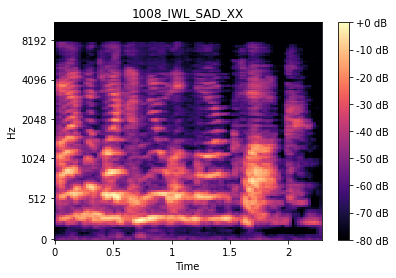 1008_IWL_SAD_XX
8192
4096
2048
1024
512
0
Hz
0
0.5
1
1.5
2
Time
+0 dB
-10 dB
-20 dB
-30 dB
-40 dB
-50 dB
-60 dB
-70 dB
-80 dB